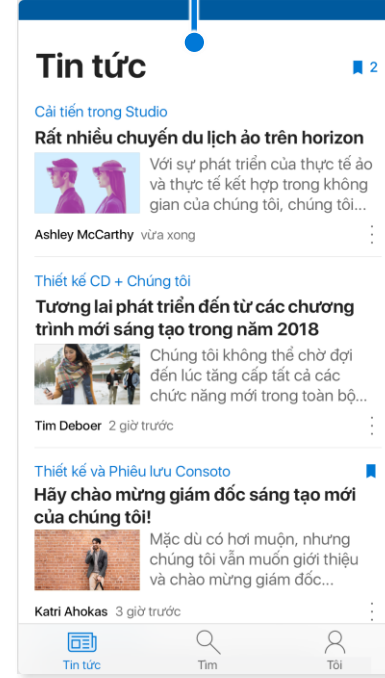 Tin tức
2
Cải tiến trong Studio
Rất nhiều chuyến du lịch ảo trên horizon
Với sự phát triển của thực tế ảo
và thực tế kết hợp trong không
gian của chúng tôi, chúng tôi...
Ashley McCarthy vừa xong
Thiết kế CD + Chúng tôi
Tương lai phát triển đến từ các chương
trình mới sáng tạo trong năm 2018
Chúng tôi không thể chờ đợi
đến lúc tăng cấp tất cả các
chức năng mới trong toàn bộ...
Tim Deboer 2 giờ trước
Thiết kế và Phiêu lưu Consoto
Hãy chào mừng giám đốc sáng tạo mới
của chúng tôi!
Mặc dù có hơi muộn, nhưng
chúng tôi vẫn muốn giới thiệu
và chào mừng giám đốc...
Katri Ahokas 3 giờ trước
Tin tức
Tìm
Tôi